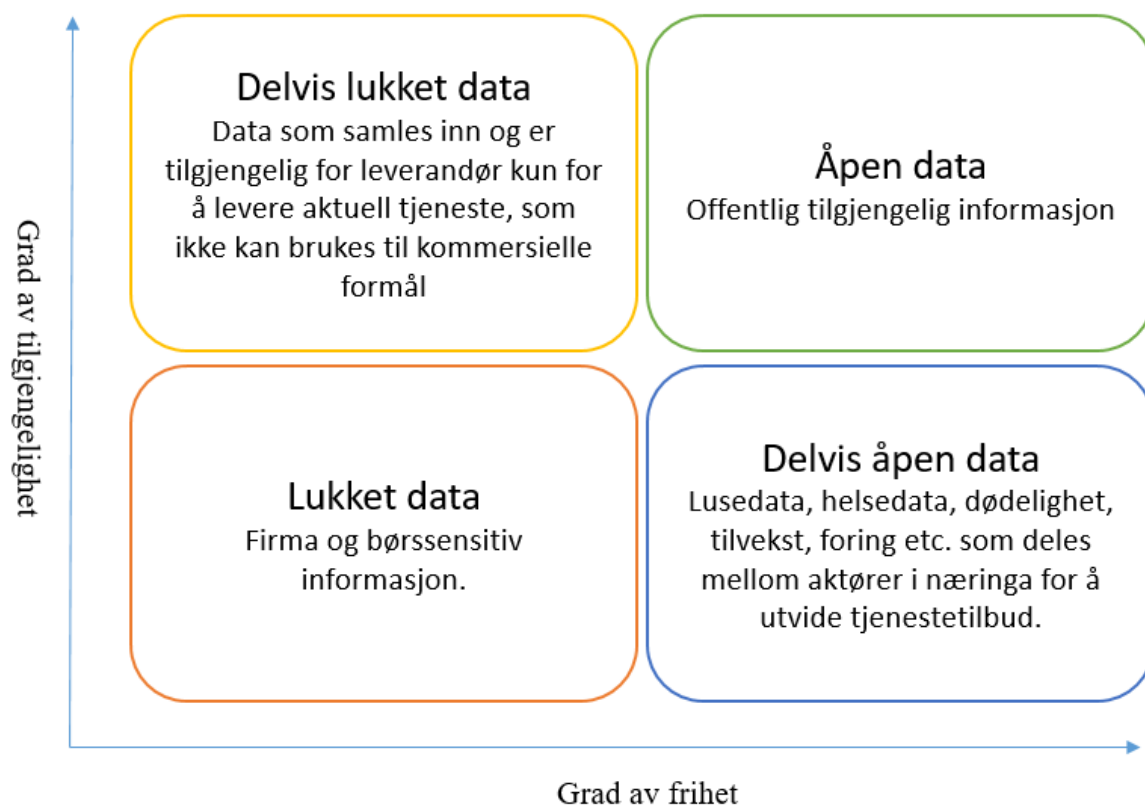 Grad av tilgjengelighet
Delvis lukket data
Data som samles inn og er
tilgjengelig for leverandør kun for
å levere aktuell tjeneste, som
ikke kan brukes til kommersielle
formål
Åpen data
Offentlig tilgjengelig informasjon
Lukket data
Firma og børssensitiv
informasjon.
Delvis åpen data
Lusedata, helsedata, dødelighet,
tilvekst, foring etc. som deles
mellom aktører i næringa for å
utvide tjenestetilbud.
Grad av frihet